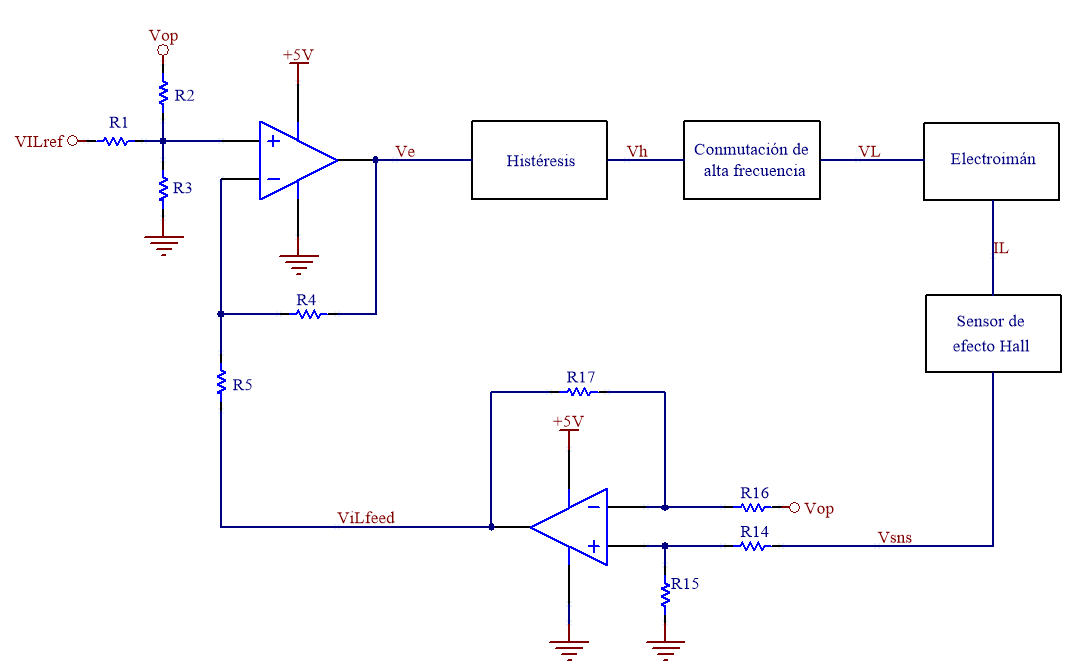 Vop
+5V
R2
R1
VILref
+
Ve
Histéresis
Vh
Conmutación de
alta frecuencia
VL
Electroimán
−
R3
IL
R4
Sensor de
efecto Hall
R5
R17
+5V
R16
−
Vop
ViLfeed
R14
Vsns
+
R15